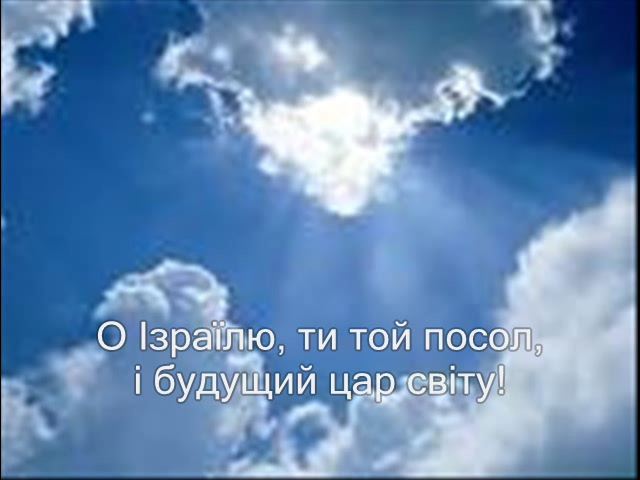 О Ізраїлю, ти той посол,
і будущий цар світу!